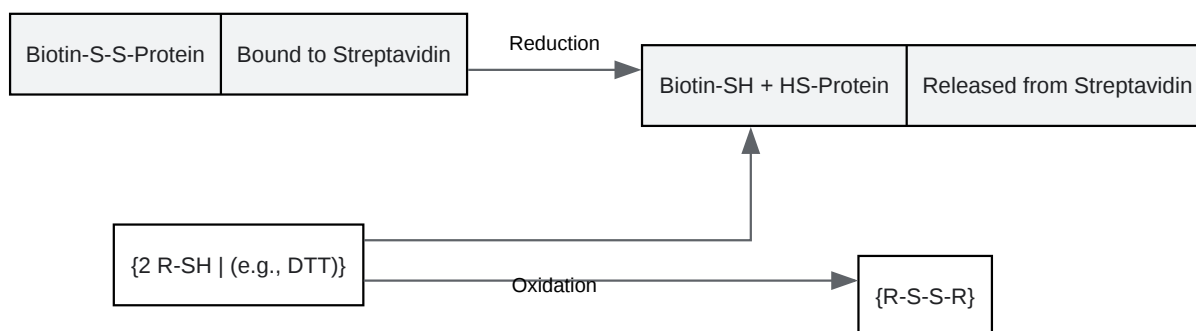 Biotin-S-S-Protein
Bound to Streptavidin
Reduction
Biotin-SH + HS-Protein
Released from Streptavidin
{2 R-SH | (e.g., DTT)}
Oxidation
{R-S-S-R}